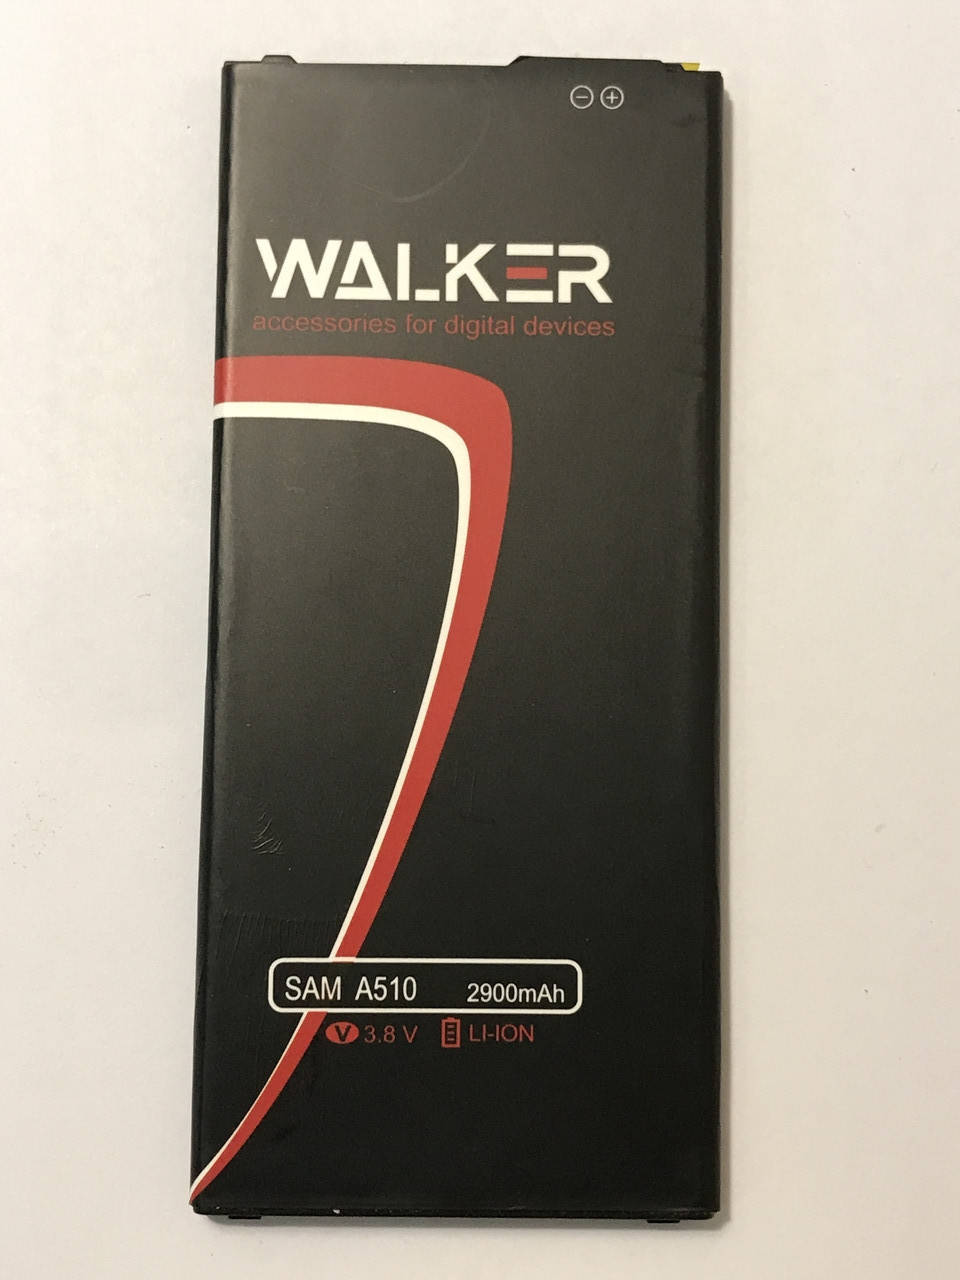 − +
WALKER
accessories for digital devices
SAM A510 2900mAh
V 3.8 V LI-ION